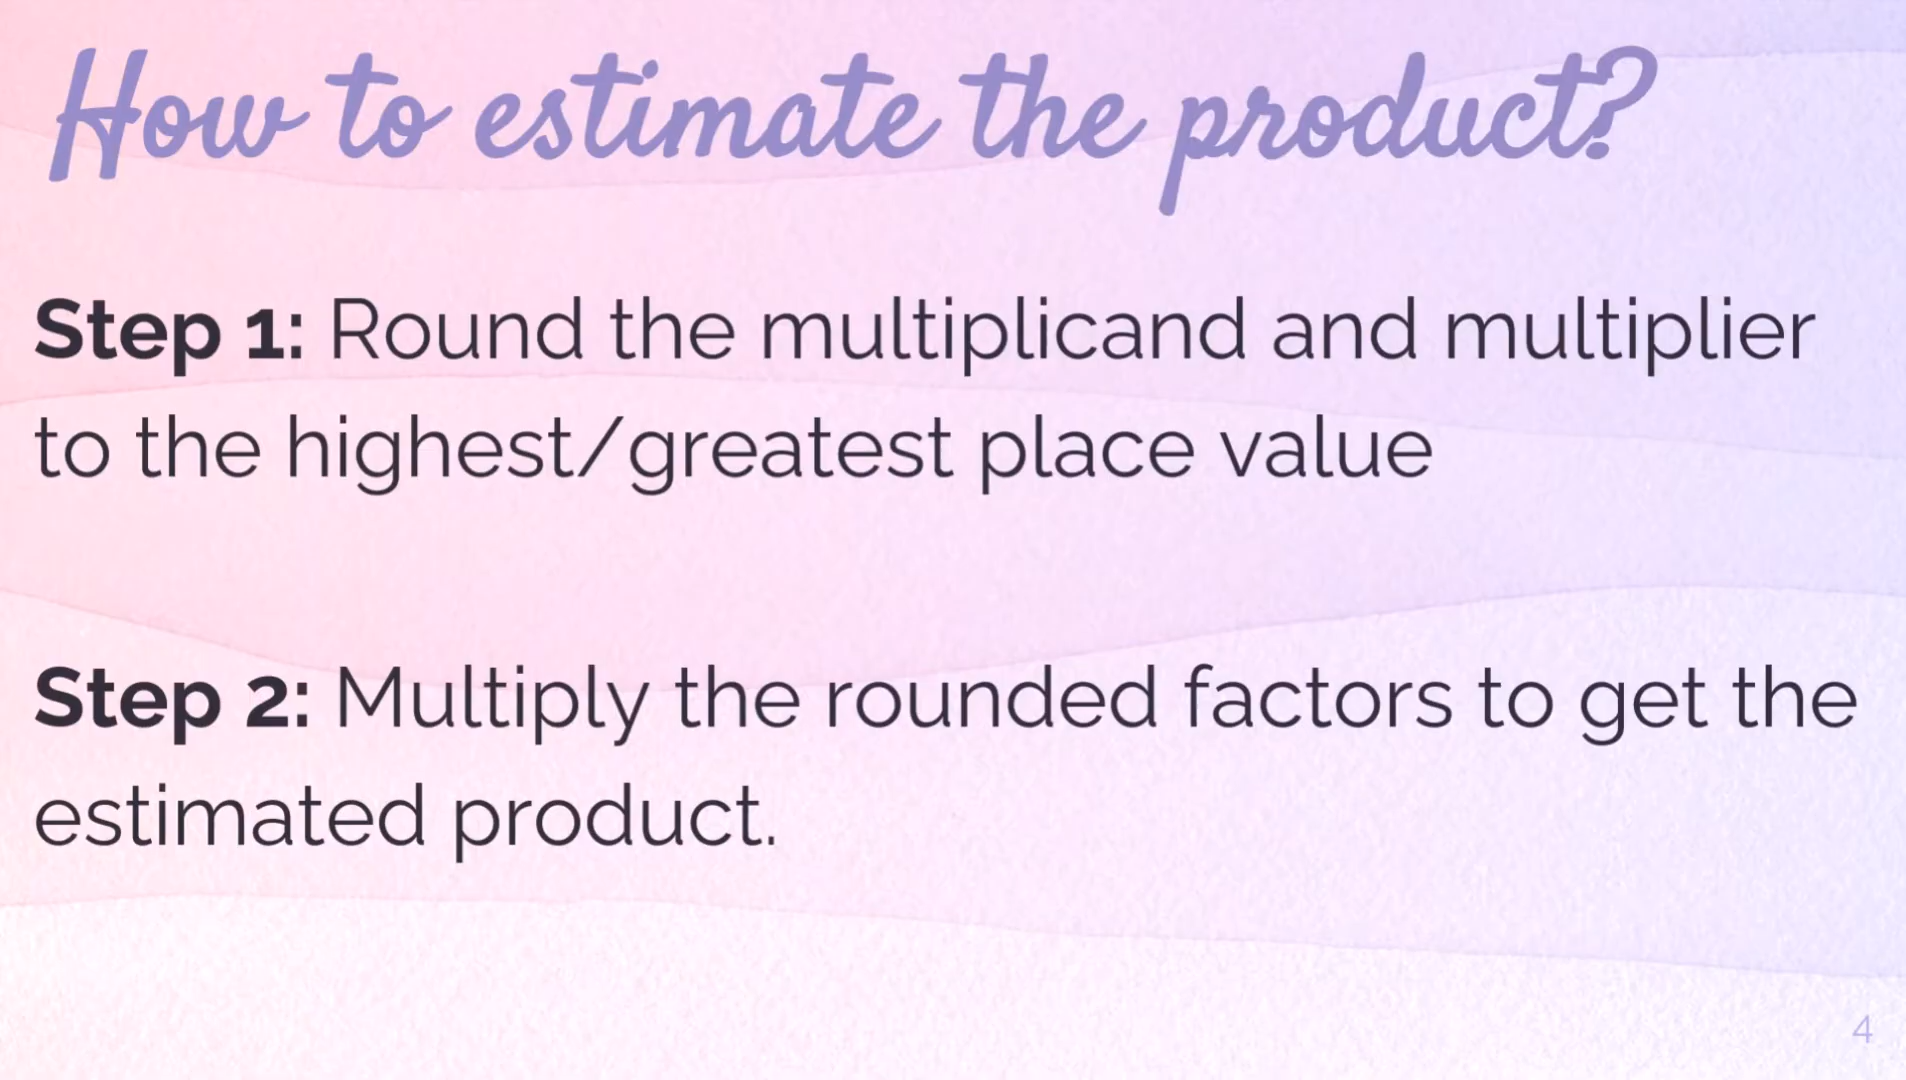 How to estimate the product?
Step 1: Round the multiplicand and multiplier
to the highest/greatest place value
Step 2: Multiply the rounded factors to get the
estimated product.
4